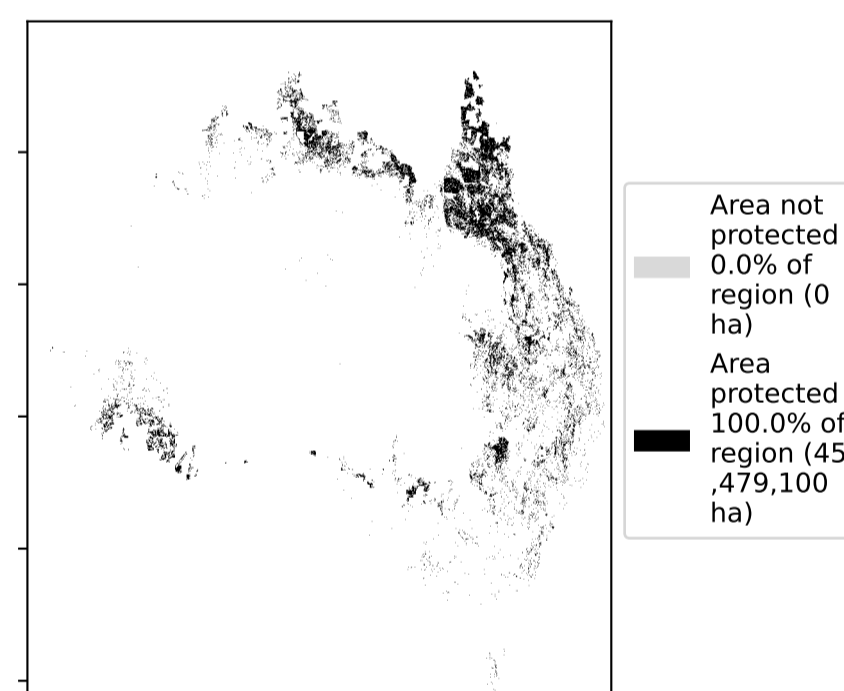 Area not
protected
0.0% of
region (0
ha)
Area
protected
100.0% of
region (45
,479,100
ha)